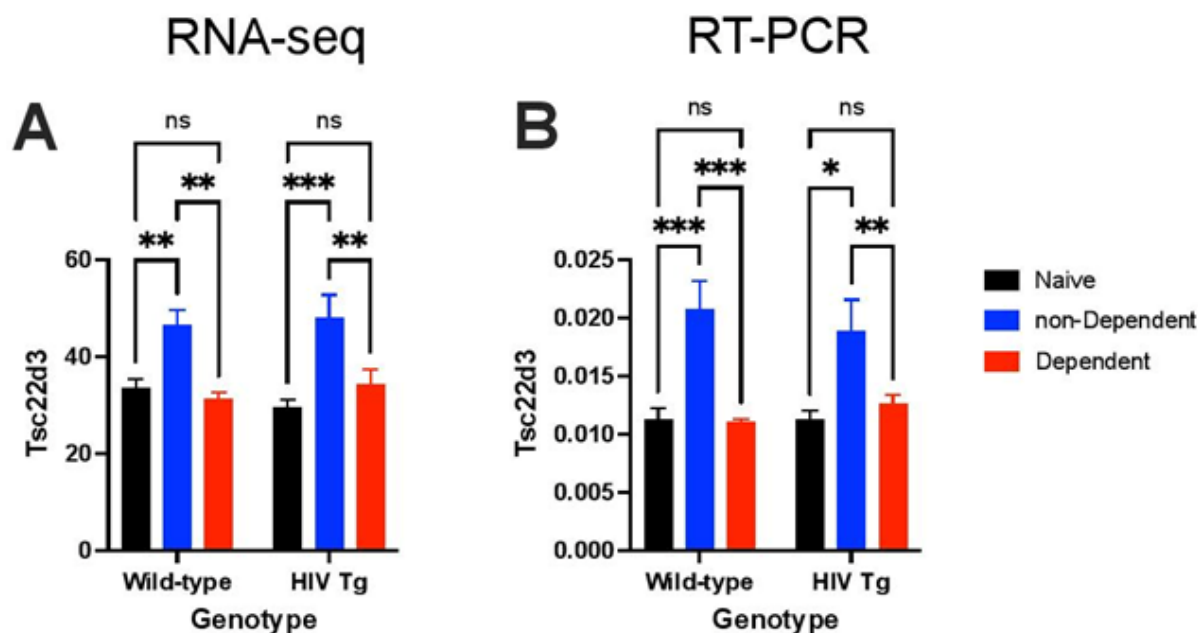 RNA-seq
RT-PCR
A
ns
ns
**
***
**
**
60
40
20
0
Tsc22d3
Wild-type
HIV Tg
Genotype
B
ns
ns
***
*
***
**
0.025
0.020
0.015
0.010
0.005
0.000
Tsc22d3
Wild-type
HIV Tg
Genotype
Naive
non-Dependent
Dependent